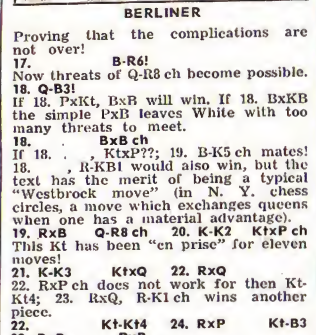 BERLINER
Proving that the complications are
not over!
17. B-R6!
Now threats of Q-R8 ch become possible.
18. Q-B3!
If 18. PxKt, BxB will win. If 18. BxKB
the simple PxB leaves White with too
many threats to meet.
18. BxB ch
If 18. . , KtxP??; 19. B-K5 ch mates!
18. , R-KB1 would also win, but the
text has the merit of being a typical
"Westbrock move" (in N. Y. chess
circles, a move which exchanges queens
when one has a material advantage).
19. RxB Q-R8 ch 20. K-K2 KtxP ch
This Kt has been "en prise" for eleven
moves!
21. K-K3 KtxQ 22. RxQ
22. RxP ch does not work for then Kt-
Kt4; 23. RxQ, R-K1 ch wins another
piece.
22. Kt-Kt4 24. RxP Kt-B3